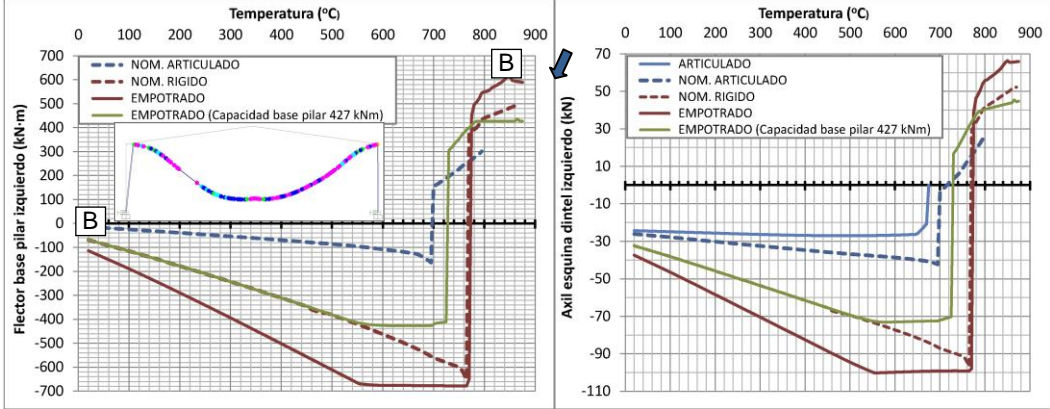 Temperatura (ºC)
0 100 200 300 400 500 600 700 800 900
Flector base pilar izquierdo (kN·m)
700
600
500
400
300
200
100
0
-100
-200
-300
-400
-500
-600
-700
NOM. ARTICULADO
NOM. RIGIDO
EMPOTRADO
EMPOTRADO (Capacidad base pilar 427 kNm)
B
B
Temperatura (ºC)
0 100 200 300 400 500 600 700 800 900
Axil esquina dintel izquierdo (kN)
70
50
30
10
-10
-30
-50
-70
-90
-110
ARTICULADO
NOM. ARTICULADO
NOM. RIGIDO
EMPOTRADO
EMPOTRADO (Capacidad base pilar 427 kNm)